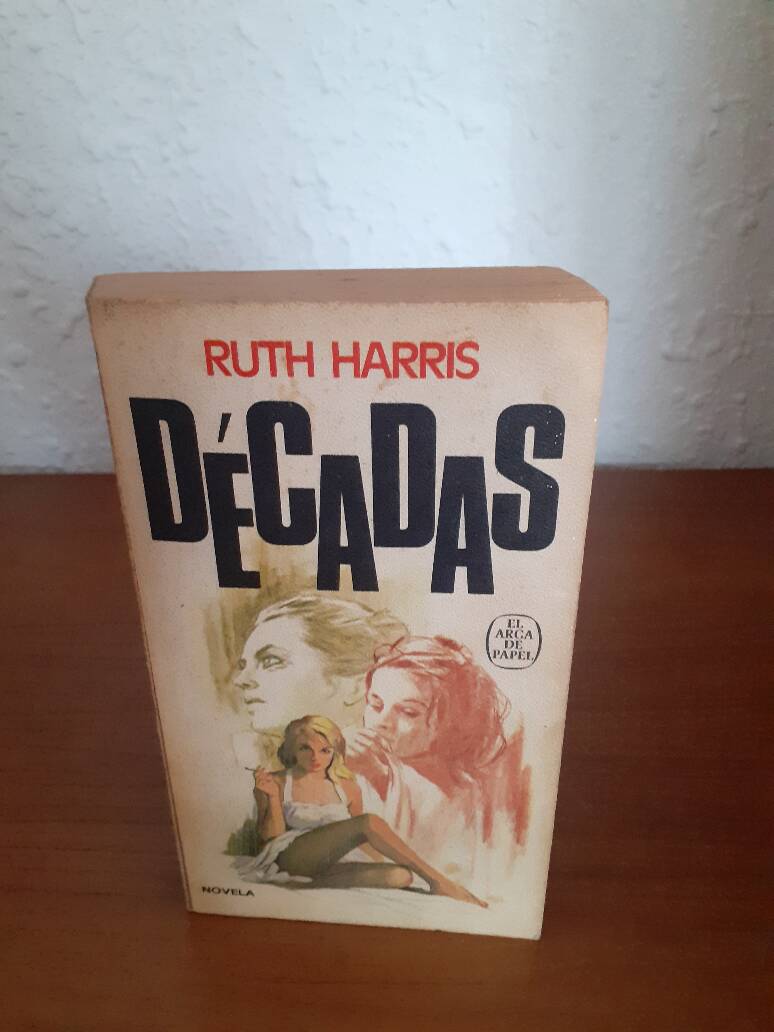 RUTH HARRIS
DÉCADAS
EL
ARCA
DE
PAPEL
NOVELA